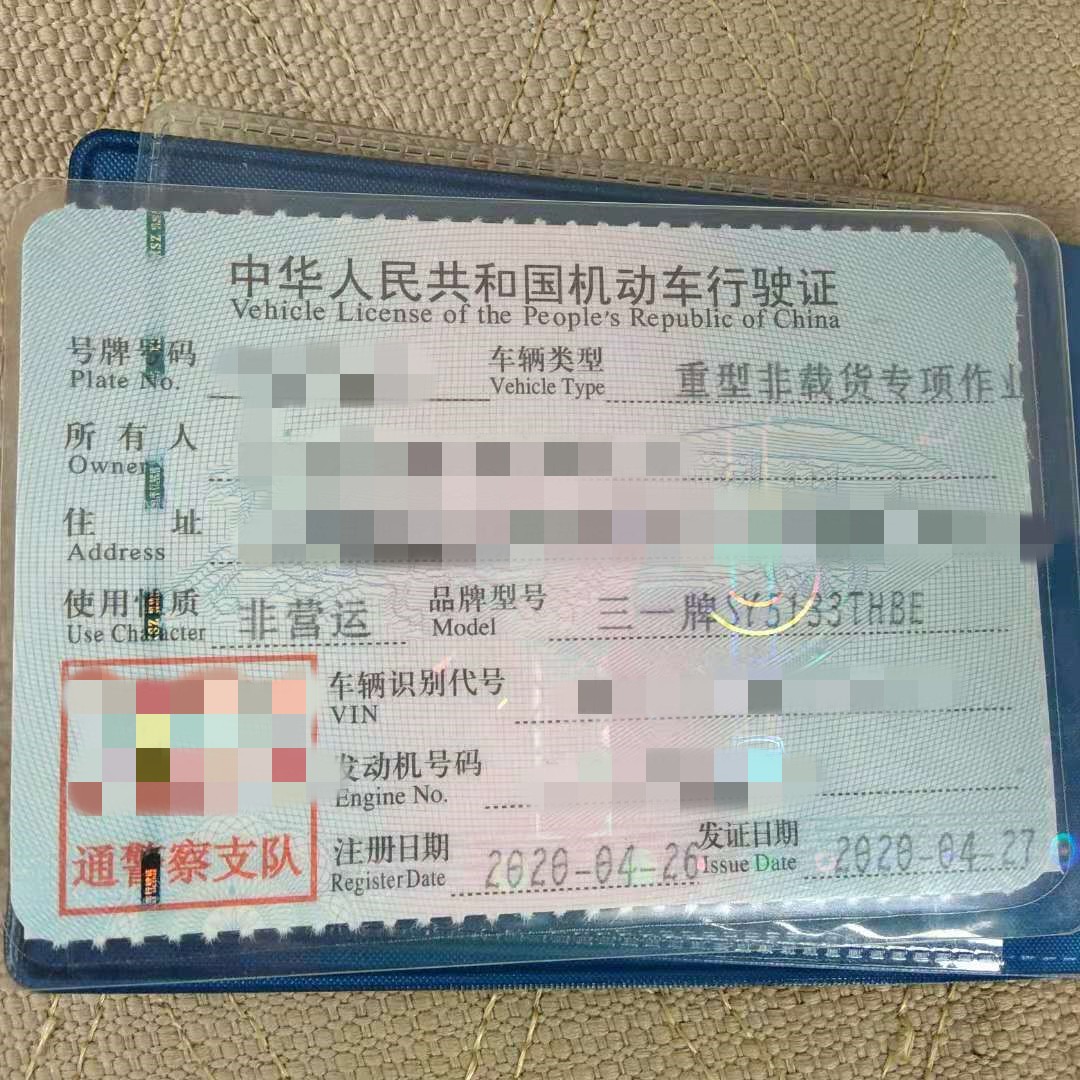 中华人民共和国机动车行驶证
Vehicle License of the People's Republic of China
号牌号码 车辆类型 重型非载货专项作业
Plate No. Vehicle Type
所有人
Owner
住址
Address
使用性质 非营运 品牌型号 三一牌SY5133THBE
Use Character Model
车辆识别代号
VIN
发动机号码
Engine No.
通警察支队
注册日期 2020-04-26 发证日期 2020-04-27
Register Date Issue Date